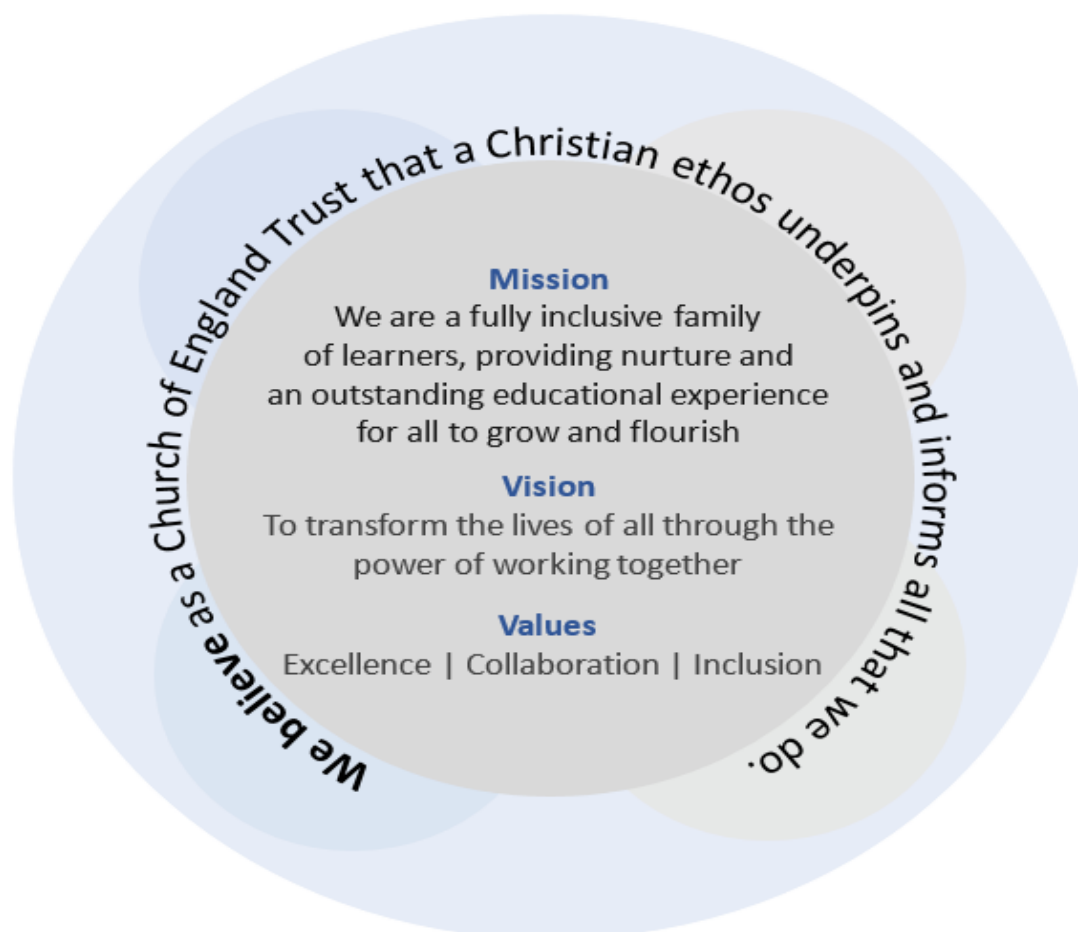 We believe as a Church of England Trust that a Christian ethos underpins and informs all that we do.
Mission
We are a fully inclusive family
of learners, providing nurture and
an outstanding educational experience
for all to grow and flourish
Vision
To transform the lives of all through the
power of working together
Values
Excellence | Collaboration | Inclusion